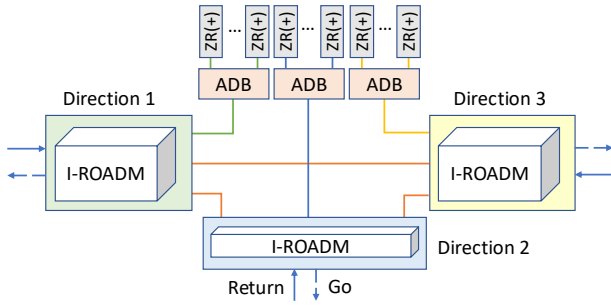 ZR(+) ... ZR(+) ZR(+) ... ZR(+) ZR(+) ... ZR(+)
ADB ADB ADB
Direction 1 Direction 3
I-ROADM I-ROADM
I-ROADM
Direction 2
Return Go